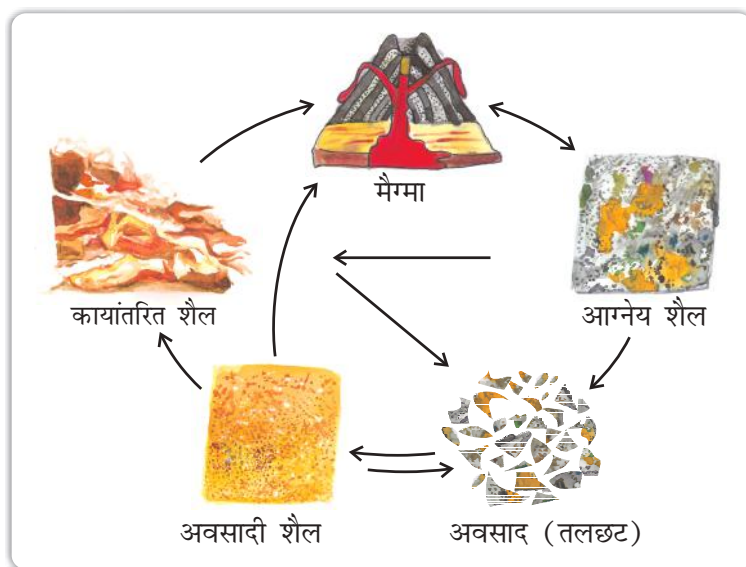 मैग्मा
कायांतरित शैल
आग्नेय शैल
अवसादी शैल
अवसाद (तलछट)